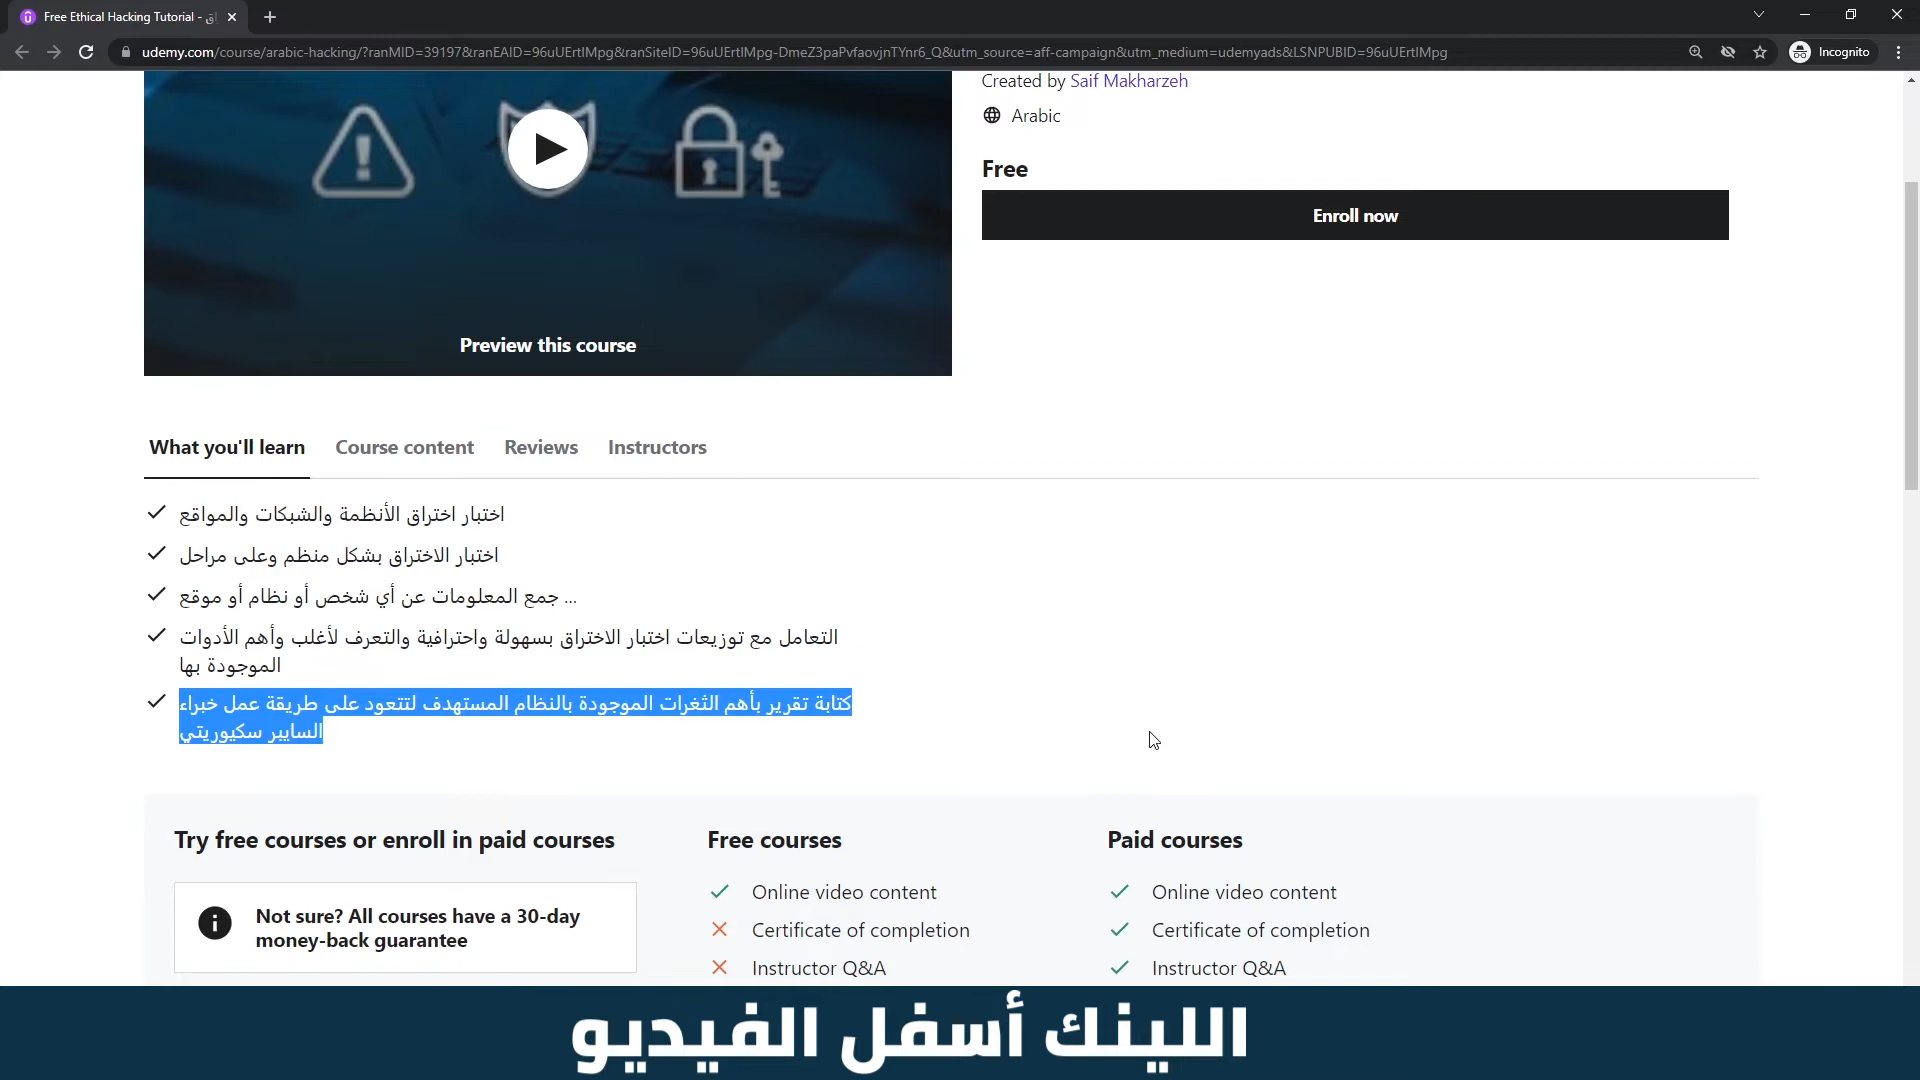 Free Ethical Hacking Tutorial -
udemy.com/course/arabic-hacking/?ranMID=39197&ranEAID=96uUErtlMpg&ranSiteID=96uUErtlMpg-DmeZ3paPvfaovjnTYnr6_Q&utm_source=aff-campaign&utm_medium=udemyads&LSNPUBID=96uUErtlMpg
Incognito
Created by Saif Makharzeh
Arabic
Free
Enroll now
Preview this course
What you'll learn
Course content
Reviews
Instructors
اختبار اختراق الأنظمة والشبكات والمواقع
اختبار الاختراق بشكل منظم وعلى مراحل
جمع المعلومات عن أي شخص أو نظام أو موقع ...
التعامل مع توزيعات اختبار الاختراق بسهولة واحترافية والتعرف لأغلب وأهم الأدوات
الموجودة بها
كتابة تقرير بأهم الثغرات الموجودة بالنظام المستهدف لتتعود على طريقة عمل خبراء
السايبر سكيوريتي
Try free courses or enroll in paid courses
Not sure? All courses have a 30-day
money-back guarantee
Free courses
Online video content
Certificate of completion
Instructor Q&A
Paid courses
Online video content
Certificate of completion
Instructor Q&A
اللينك أسفل الفيديو